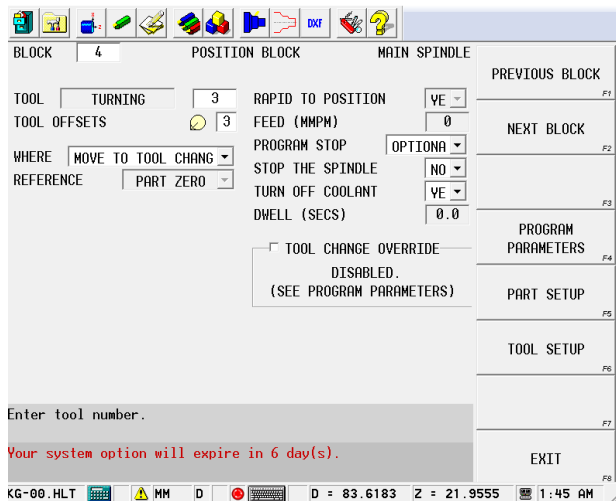 DXF
BLOCK 4 POSITION BLOCK MAIN SPINDLE
TOOL TURNING 3
TOOL OFFSETS 3
WHERE MOVE TO TOOL CHANG
REFERENCE PART ZERO
RAPID TO POSITION YE
FEED (MMPM) 0
PROGRAM STOP OPTIONA
STOP THE SPINDLE NO
TURN OFF COOLANT YE
DWELL (SECS) 0.0
TOOL CHANGE OVERRIDE
DISABLED.
(SEE PROGRAM PARAMETERS)
PREVIOUS BLOCK
F1
NEXT BLOCK
F2
F3
PROGRAM
PARAMETERS
F4
PART SETUP
F5
TOOL SETUP
F6
F7
EXIT
F8
Enter tool number.
Your system option will expire in 6 day(s).
KG-00.HLT MM D D = 83.6183 Z = 21.9555 1:45 AM